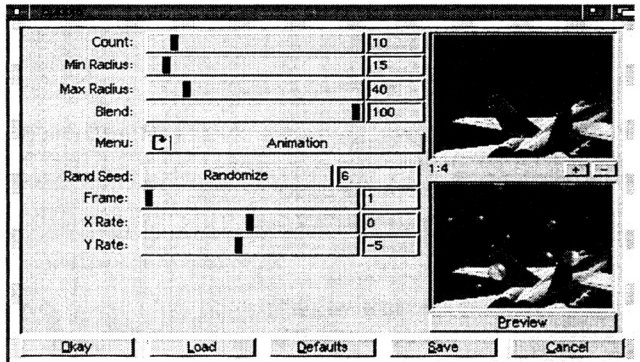 Count: 10
Min Radius: 15
Max Radius: 40
Blend: 100
Menu: Animation
1:4 + −
Rand Seed: Randomize 6
Frame: 1
X Rate: 0
Y Rate: -5
Preview
Okay Load Defaults Save Cancel